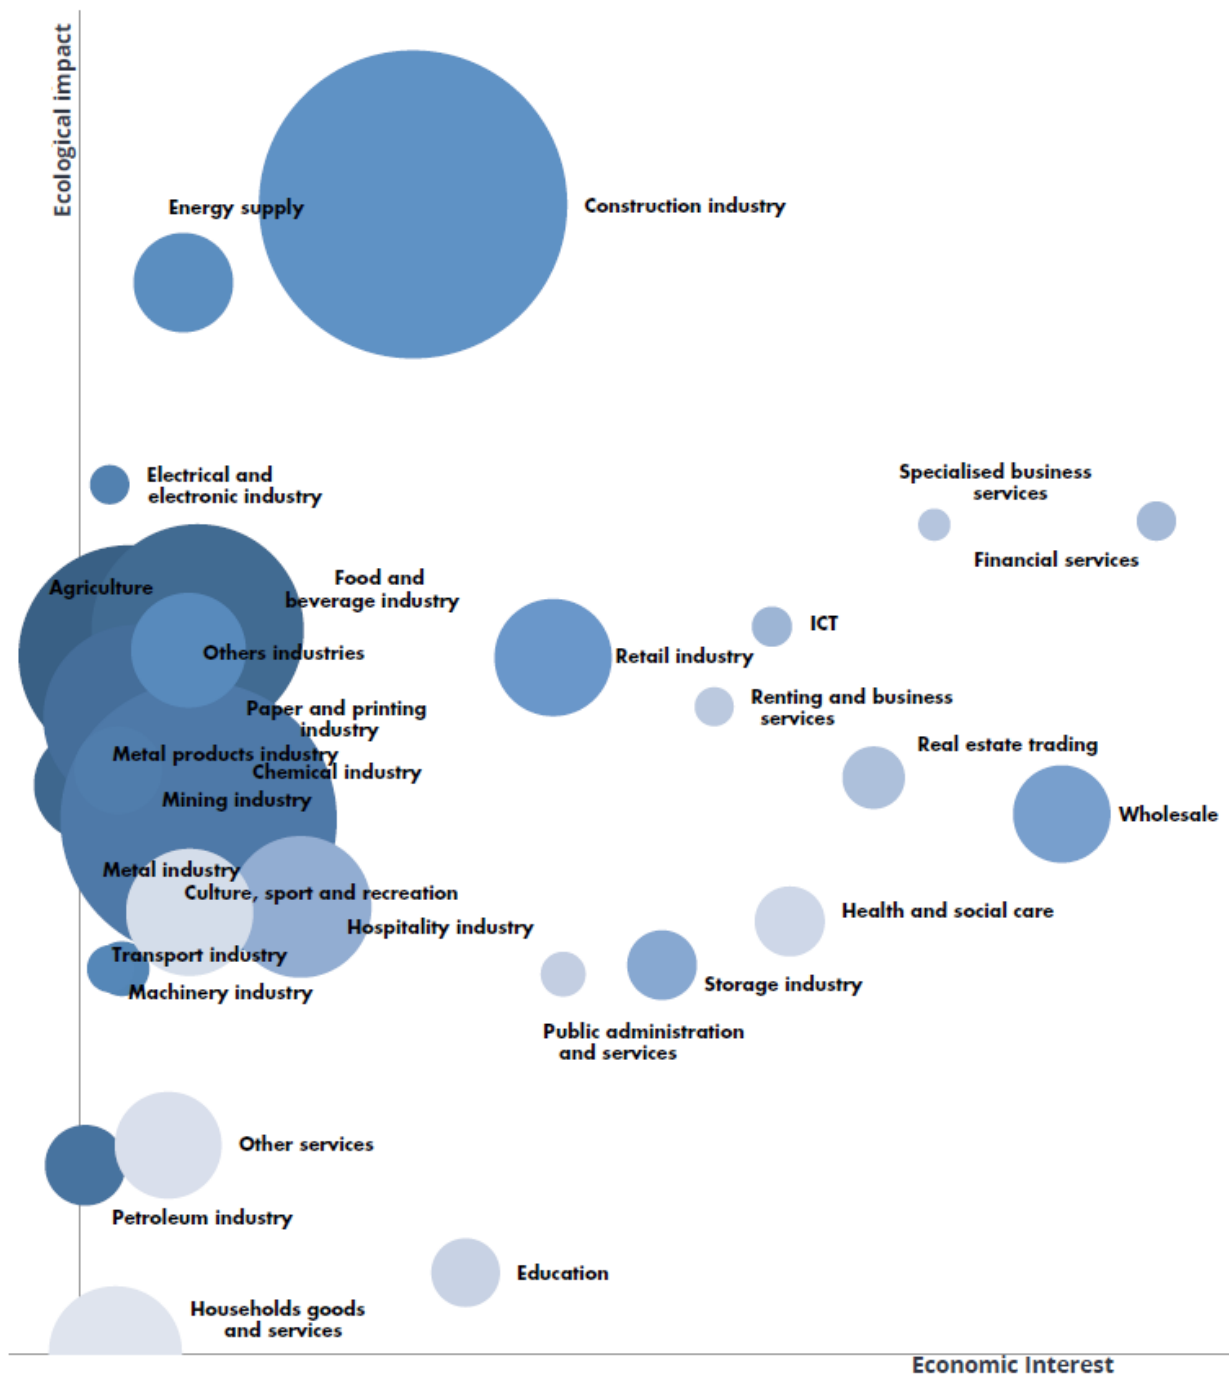 Ecological impact
Energy supply
Construction industry
Electrical and
electronic industry
Specialised business
services
Financial services
Agriculture
Food and
beverage industry
Others industries
ICT
Retail industry
Paper and printing
industry
Renting and business
services
Metal products industry
Chemical industry
Real estate trading
Mining industry
Wholesale
Metal industry
Culture, sport and recreation
Health and social care
Hospitality industry
Transport industry
Storage industry
Machinery industry
Public administration
and services
Other services
Petroleum industry
Education
Households goods
and services
Economic Interest